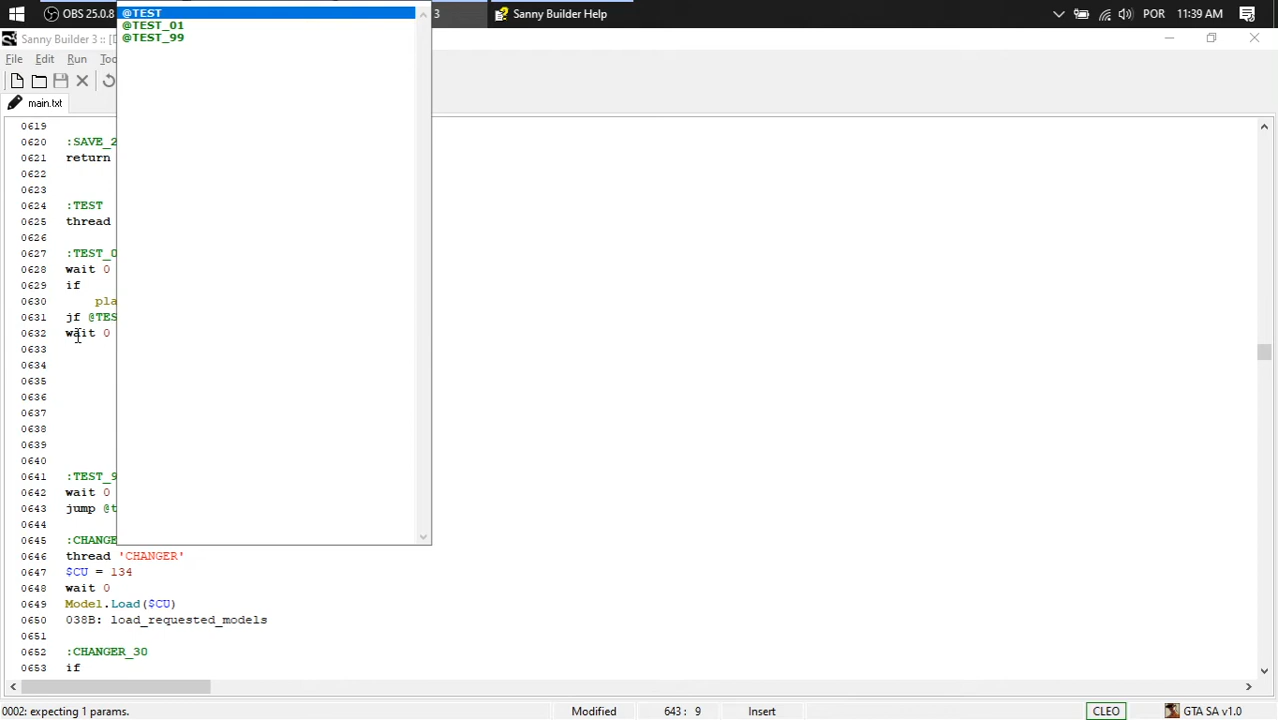 OBS 25.0.8
@TEST
@TEST_01
@TEST_99
3
Sanny Builder Help
POR
11:39 AM
Sanny Builder 3 ::
File Edit Run
main.txt
0619
0620 :SAVE_2
0621 return
0622
0623
0624 :TEST
0625 thread
0626
0627 :TEST_0
0628 wait 0
0629 if
0630 pla
0631 jf @TES
0632 wait 0
0633
0634
0635
0636
0637
0638
0639
0640
0641 :TEST_9
0642 wait 0
0643 jump @t
0644
0645 :CHANGE
0646 thread 'CHANGER'
0647 $CU = 134
0648 wait 0
0649 Model.Load($CU)
0650 038B: load_requested_models
0651
0652 :CHANGER_30
0653 if
0002: expecting 1 params.
Modified
643: 9
Insert
CLEO
GTA SA v1.0